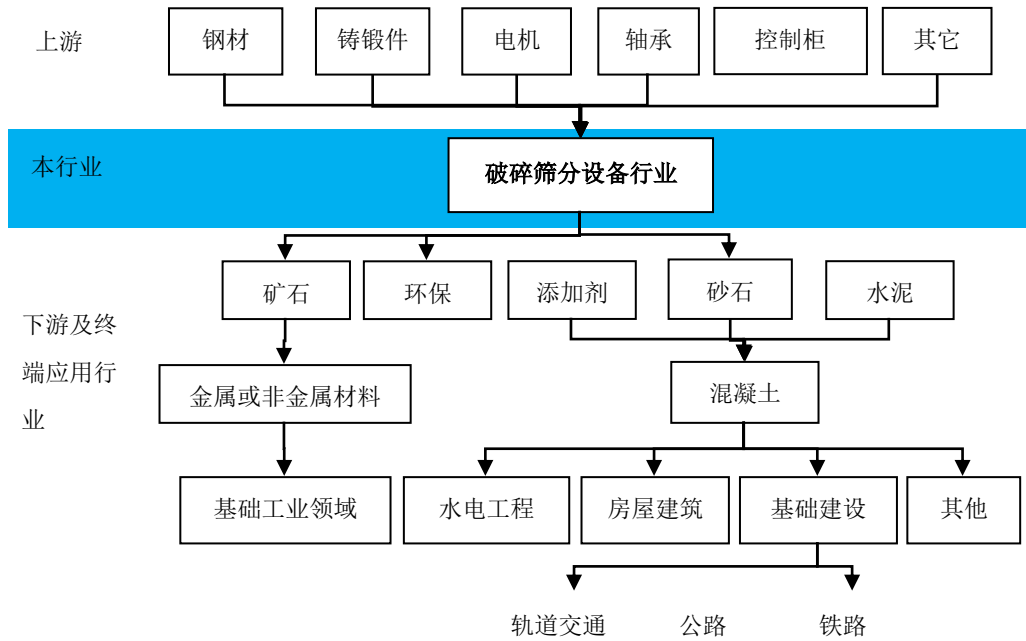 上游
钢材
铸锻件
电机
轴承
控制柜
其它
本行业
破碎筛分设备行业
矿石
环保
添加剂
砂石
水泥
下游及终
端应用行
业
金属或非金属材料
混凝土
基础工业领域
水电工程
房屋建筑
基础建设
其他
轨道交通
公路
铁路